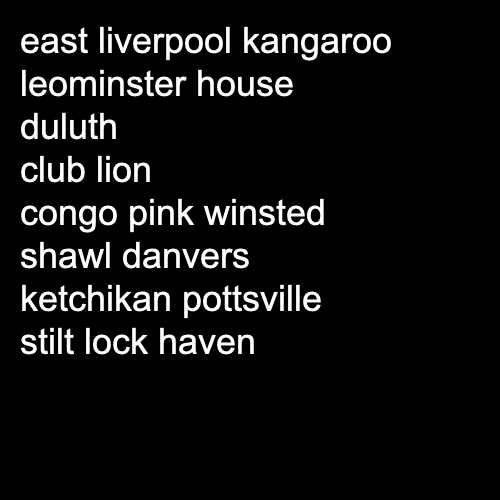 east liverpool kangaroo
leominster house
duluth
club lion
congo pink winsted
shawl danvers
ketchikan pottsville
stilt lock haven